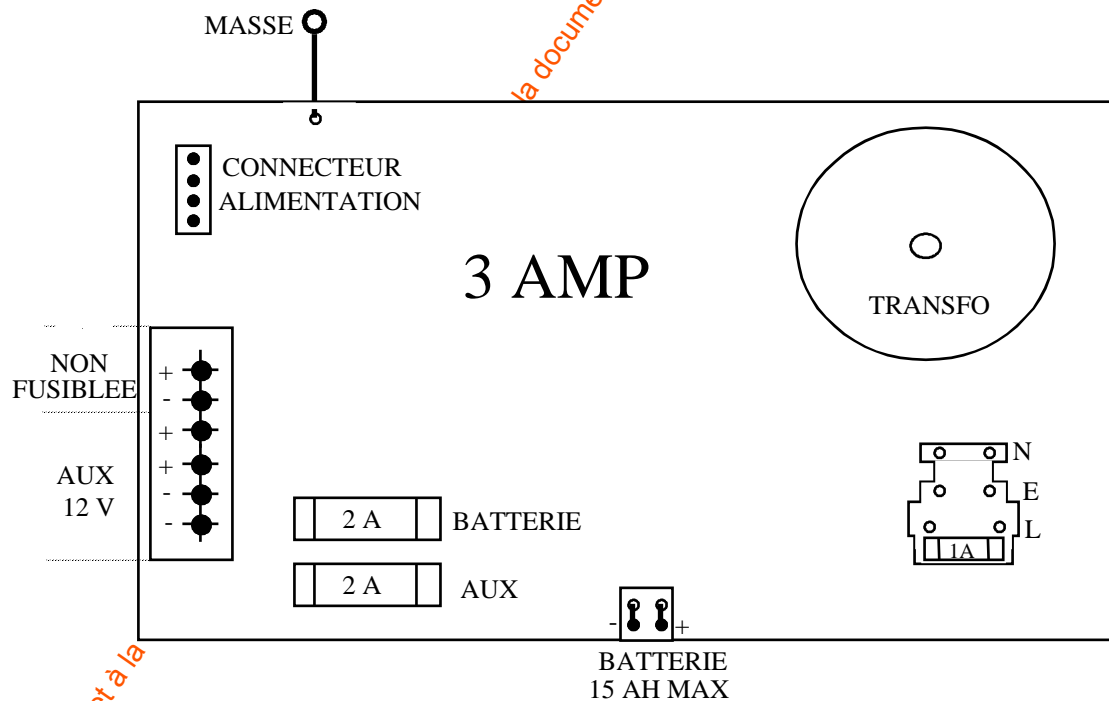 MASSE
la docume
CONNECTEUR
ALIMENTATION
3 AMP
TRANSFO
NON
FUSIBLEE
+
-
+
+
-
-
AUX
12 V
N
E
L
1A
2 A
BATTERIE
2 A
AUX
- +
BATTERIE
15 AH MAX
et à la